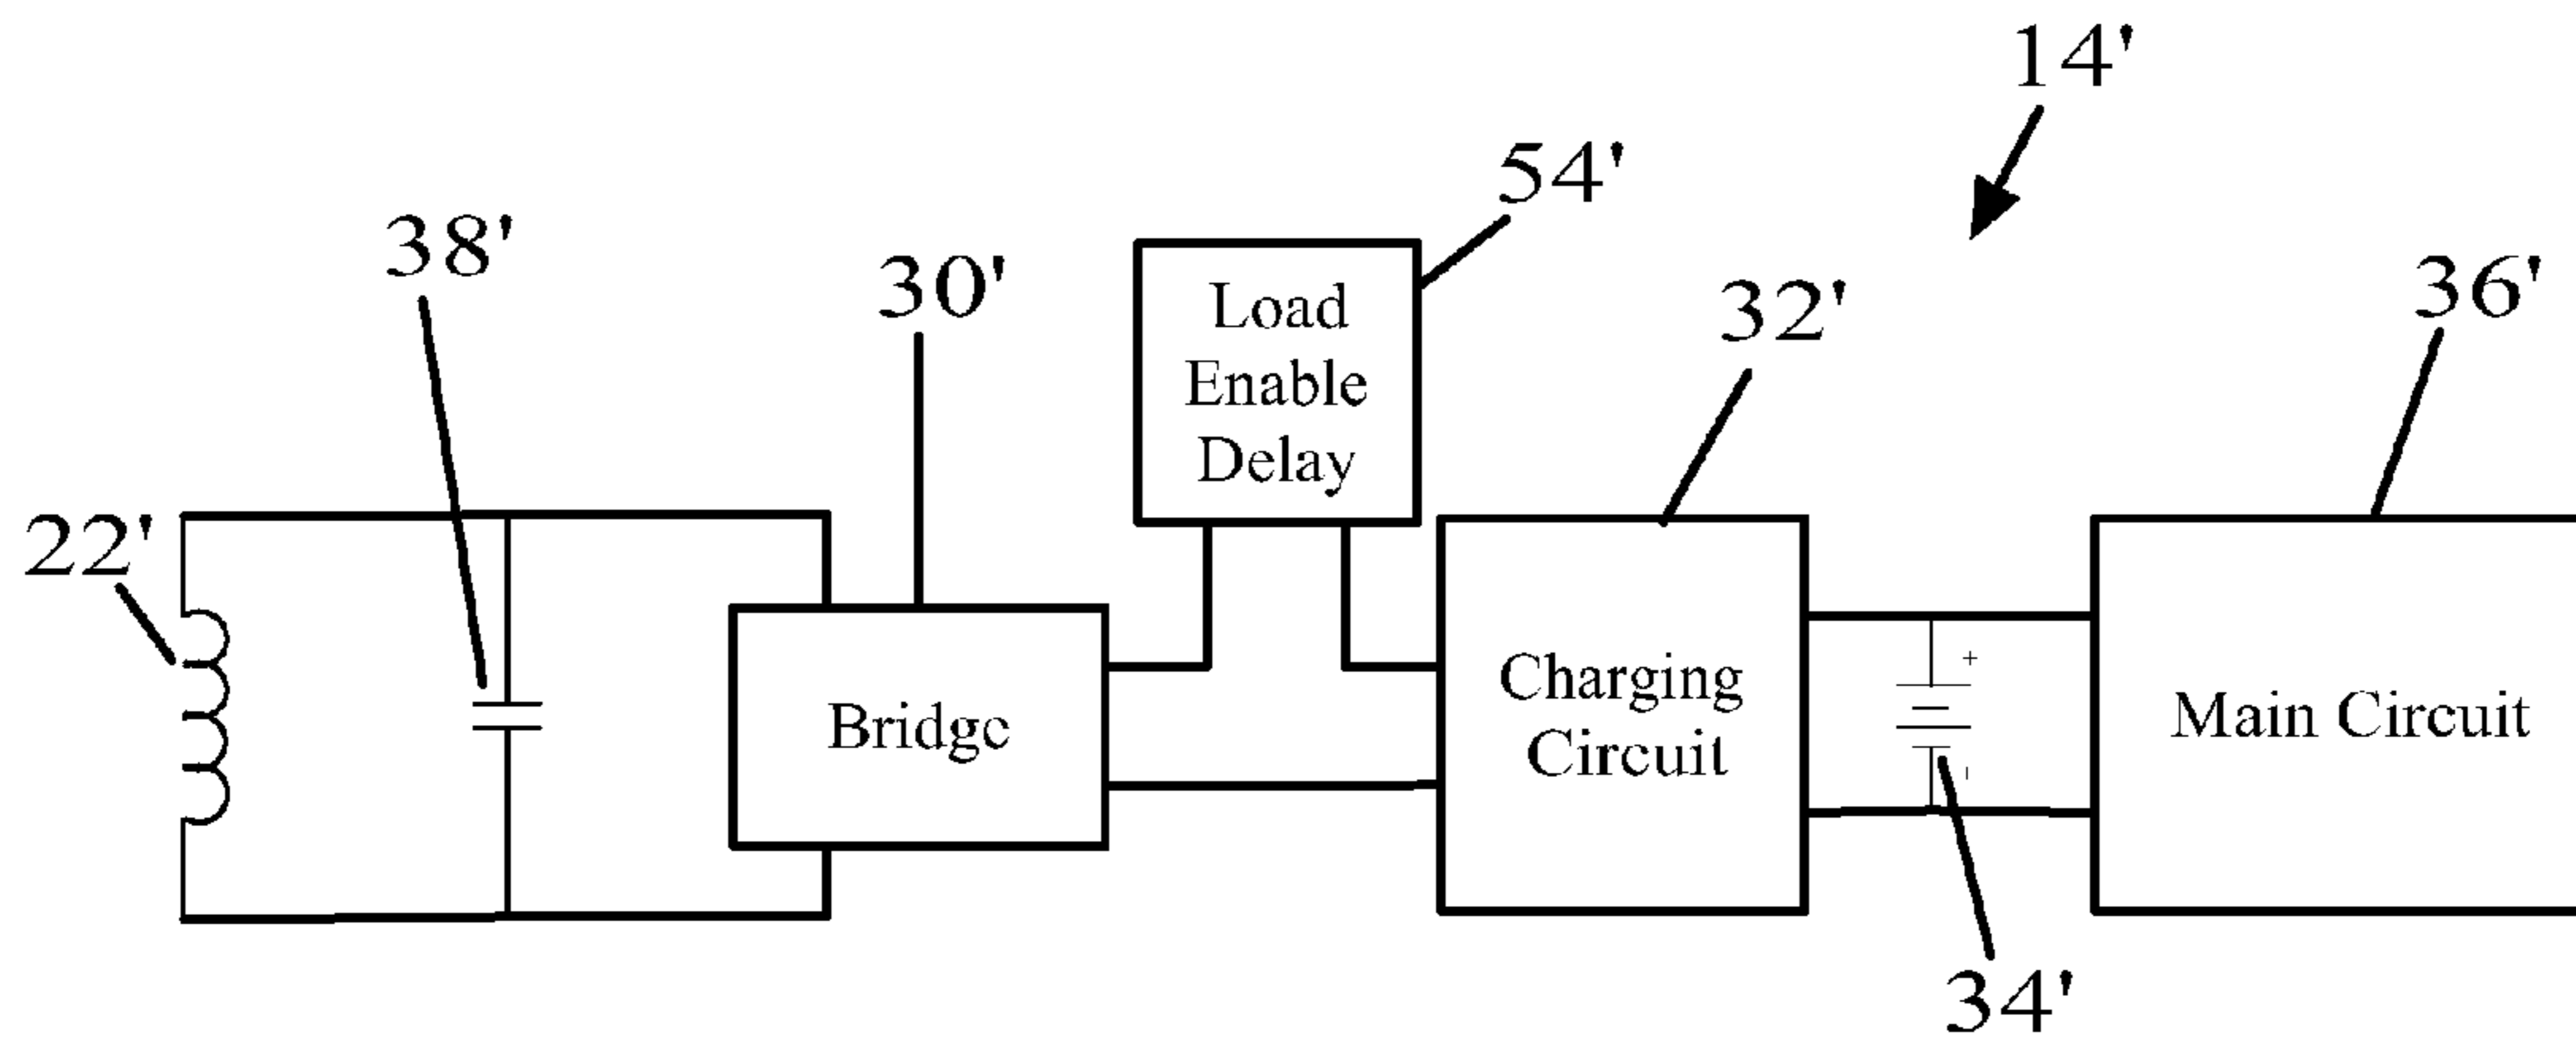 14'
54'
38'
30'
32'
36'
Load
Enable
Delay
22'
Charging
Circuit
Bridge
Main Circuit
+
34'